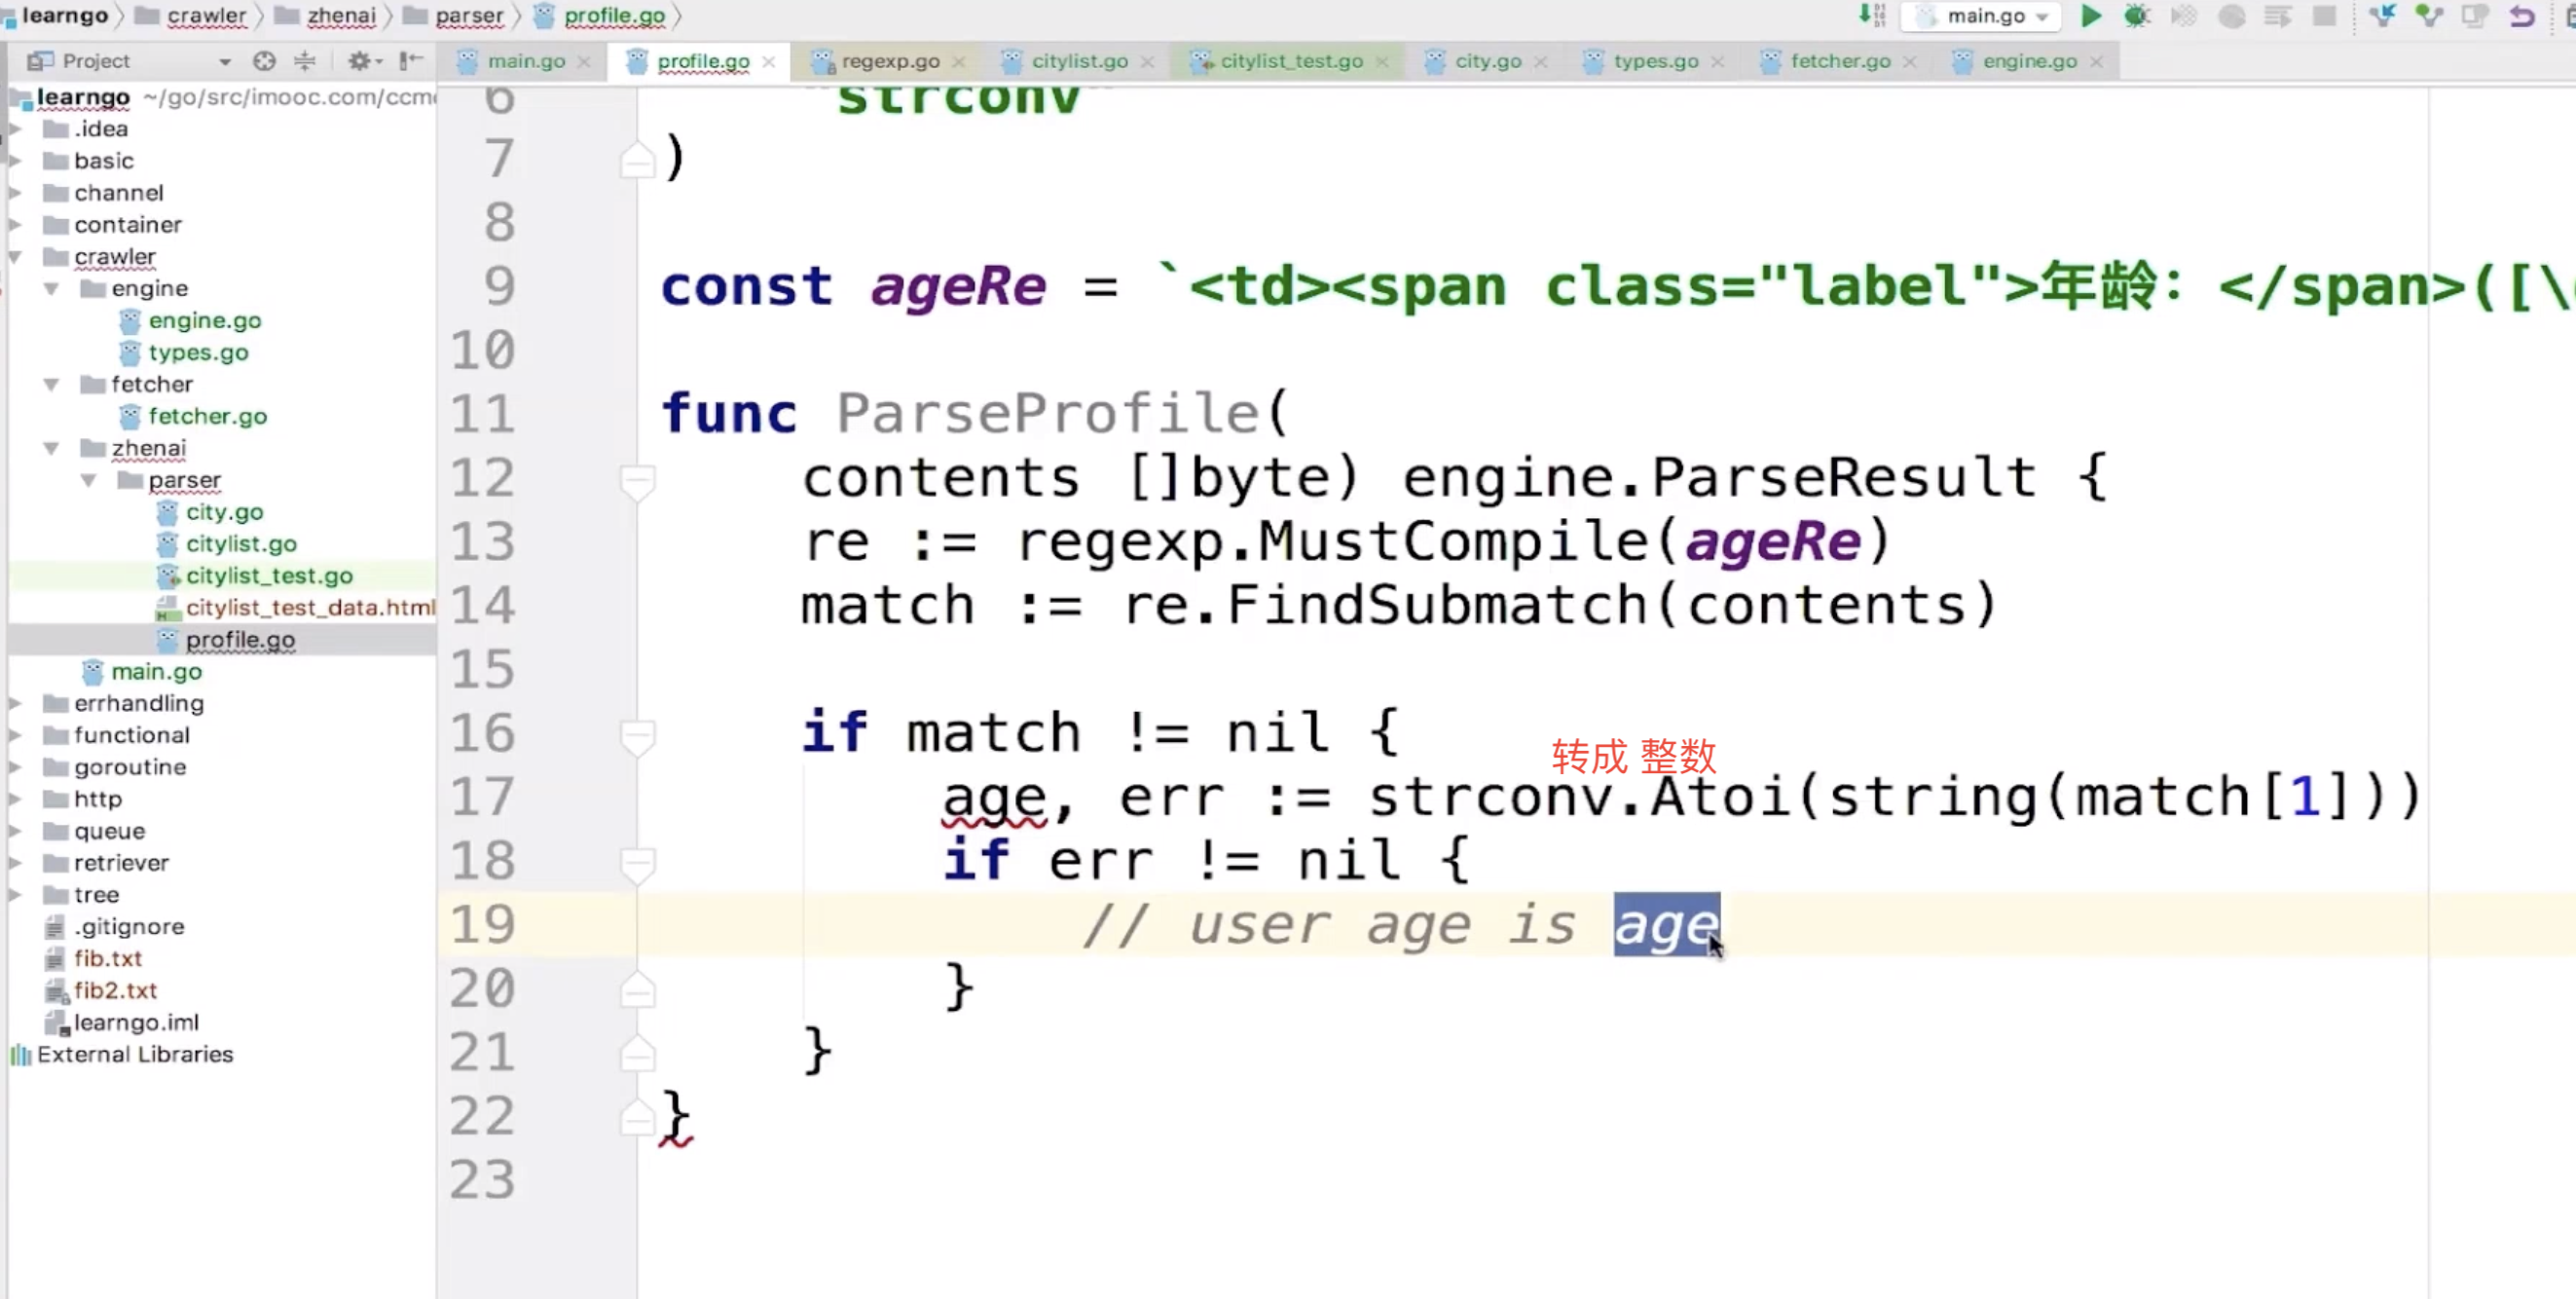 learngo crawler zhenai parser profile.go main.go
Project
main.go profile.go regexp.go citylist.go citylist_test.go city.go types.go fetcher.go engine.go
learngo ~/go/src/imooc.com/ccm
.idea
basic
channel
container
crawler
engine
engine.go
types.go
fetcher
fetcher.go
zhenai
parser
city.go
citylist.go
citylist_test.go
citylist_test_data.html
profile.go
main.go
errhandling
functional
goroutine
http
queue
retriever
tree
.gitignore
fib.txt
fib2.txt
learngo.iml
External Libraries
6 "strconv"
7 )
8
9 const ageRe = `<td><span class="label">年龄：</span>([\
10
11 func ParseProfile(
12 contents []byte) engine.ParseResult {
13 re := regexp.MustCompile(ageRe)
14 match := re.FindSubmatch(contents)
15
16 if match != nil {
转成 整数
17 age, err := strconv.Atoi(string(match[1]))
18 if err != nil {
19 // user age is age
20 }
21 }
22 }
23